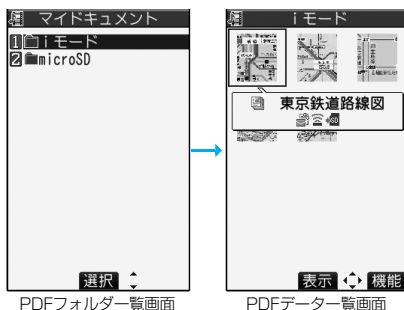 マイドキュメント
1 iモード
2 microSD
選択
PDFフォルダ一覧画面
iモード
東京鉄道路線図
表示
機能
PDFデータ一覧画面